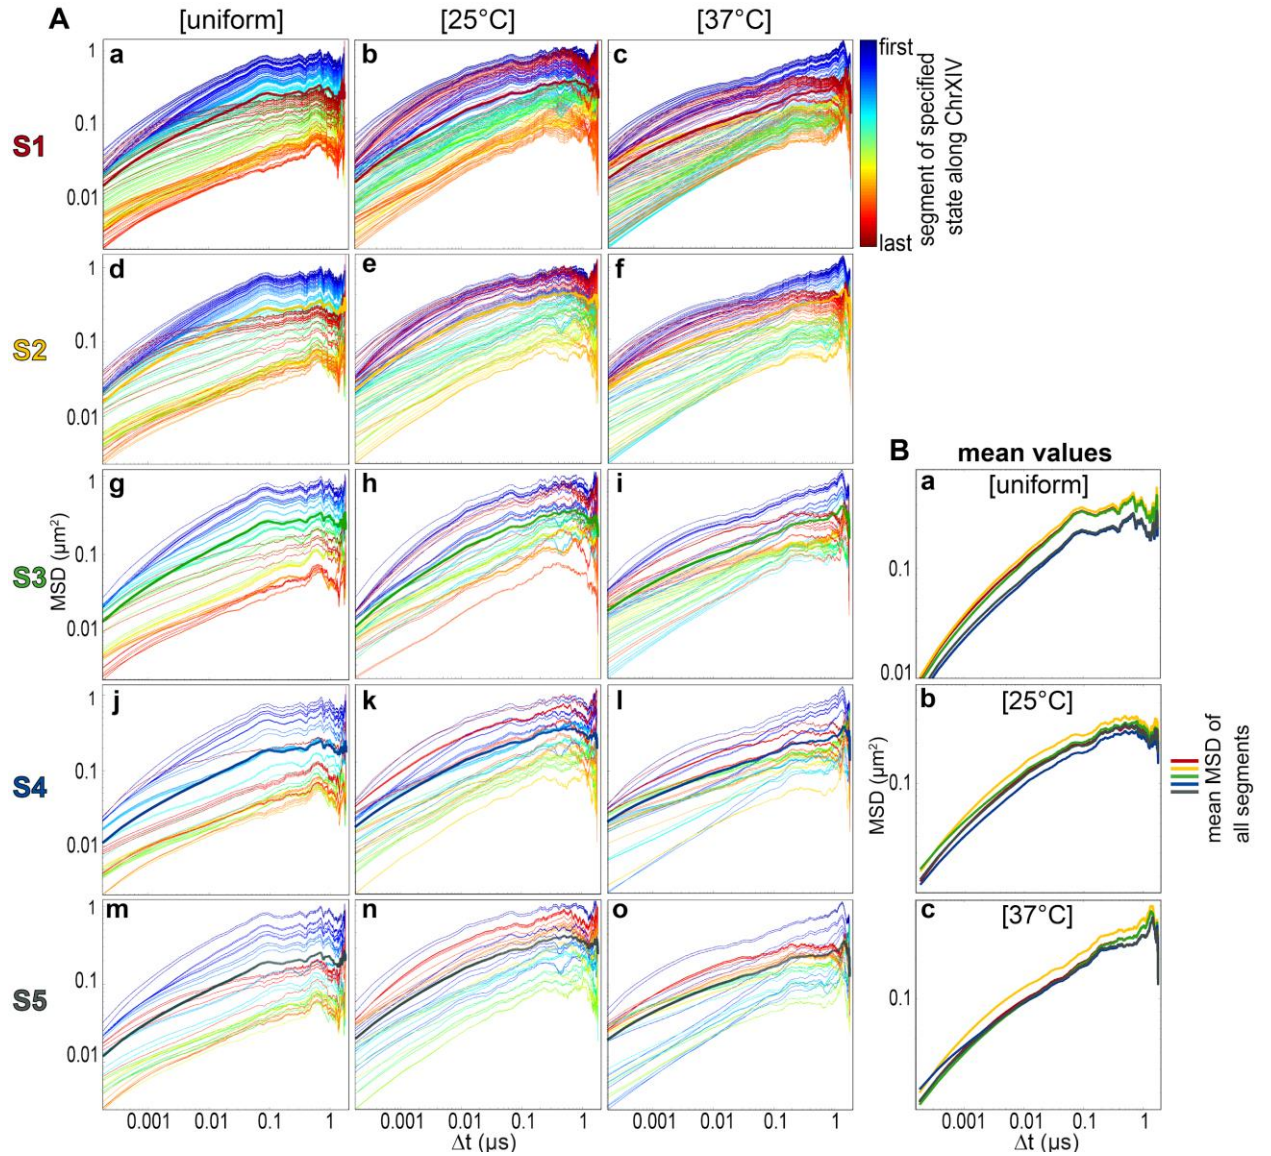 A
[uniform]
[25°C]
[37°C]
S1
a
b
c
1
0.1
0.01
first
last
segment of specified
state along ChrXIV
S2
d
e
f
1
0.1
0.01
S3
g
h
i
1
0.1
0.01
MSD (µm²)
S4
j
k
l
1
0.1
0.01
S5
m
n
o
1
0.1
0.01
0.001
0.01
0.1
1
0.001
0.01
0.1
1
0.001
0.01
0.1
1
Δt (µs)
B
mean values
a
[uniform]
0.1
0.01
b
[25°C]
0.1
MSD (µm²)
mean MSD of
all segments
c
[37°C]
0.1
0.001
0.01
0.1
1
Δt (µs)